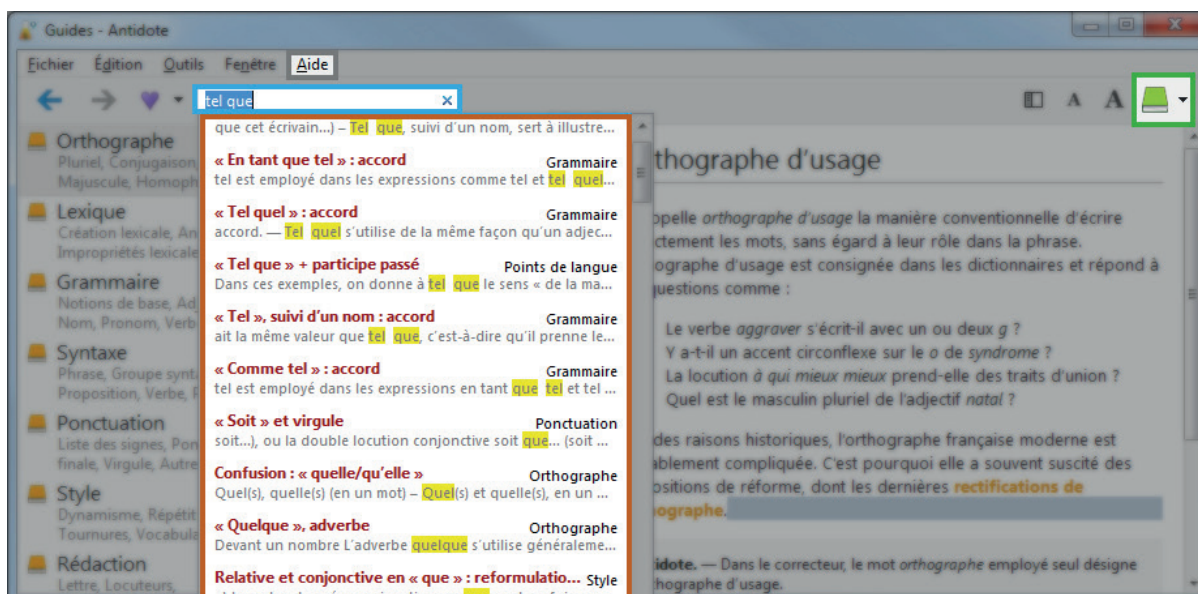 Guides - Antidote
Fichier Édition Outils Fenêtre Aide
tel que
A A
Orthographe
Pluriel, Conjugaison,
Majuscule, Homoph
Lexique
Création lexicale, An
Impropriétés lexicale
Grammaire
Notions de base, Ad
Nom, Pronom, Verb
Syntaxe
Phrase, Groupe synta
Proposition, Verbe, F
Ponctuation
Liste des signes, Pon
finale, Virgule, Autre
Style
Dynamisme, Répétit
Tournures, Vocabula
Rédaction
Lettre, Locuteurs,
que cet écrivain...) – Tel que, suivi d’un nom, sert à illustre...
« En tant que tel » : accord Grammaire
tel est employé dans les expressions comme tel et tel quel...
« Tel quel » : accord Grammaire
accord. — Tel quel s’utilise de la même façon qu’un adjec...
« Tel que » + participe passé Points de langue
Dans ces exemples, on donne à tel que le sens « de la ma...
« Tel », suivi d’un nom : accord Grammaire
ait la même valeur que tel que, c’est-à-dire qu’il prenne le...
« Comme tel » : accord Grammaire
tel est employé dans les expressions en tant que tel et tel ...
« Soit » et virgule Ponctuation
soit...), ou la double locution conjonctive soit que... (soit ...
Confusion : « quelle/qu’elle » Orthographe
Quel(s), quelle(s) (en un mot) – Quel(s) et quelle(s), en un ...
« Quelque », adverbe Orthographe
Devant un nombre L’adverbe quelque s’utilise généraleme...
Relative et conjonctive en « que » : reformulatio... Style
thographe d’usage
ppelle orthographe d’usage la manière conventionnelle d’écrire
ctement les mots, sans égard à leur rôle dans la phrase.
ographe d’usage est consignée dans les dictionnaires et répond à
questions comme :
Le verbe aggraver s’écrit-il avec un ou deux g ?
Y a-t-il un accent circonflexe sur le o de syndrome ?
La locution à qui mieux mieux prend-elle des traits d’union ?
Quel est le masculin pluriel de l’adjectif natal ?
des raisons historiques, l’orthographe française moderne est
ablement compliquée. C’est pourquoi elle a souvent suscité des
ositions de réforme, dont les dernières rectifications de
ographe.
idote. — Dans le correcteur, le mot orthographe employé seul désigne
hographe d’usage.